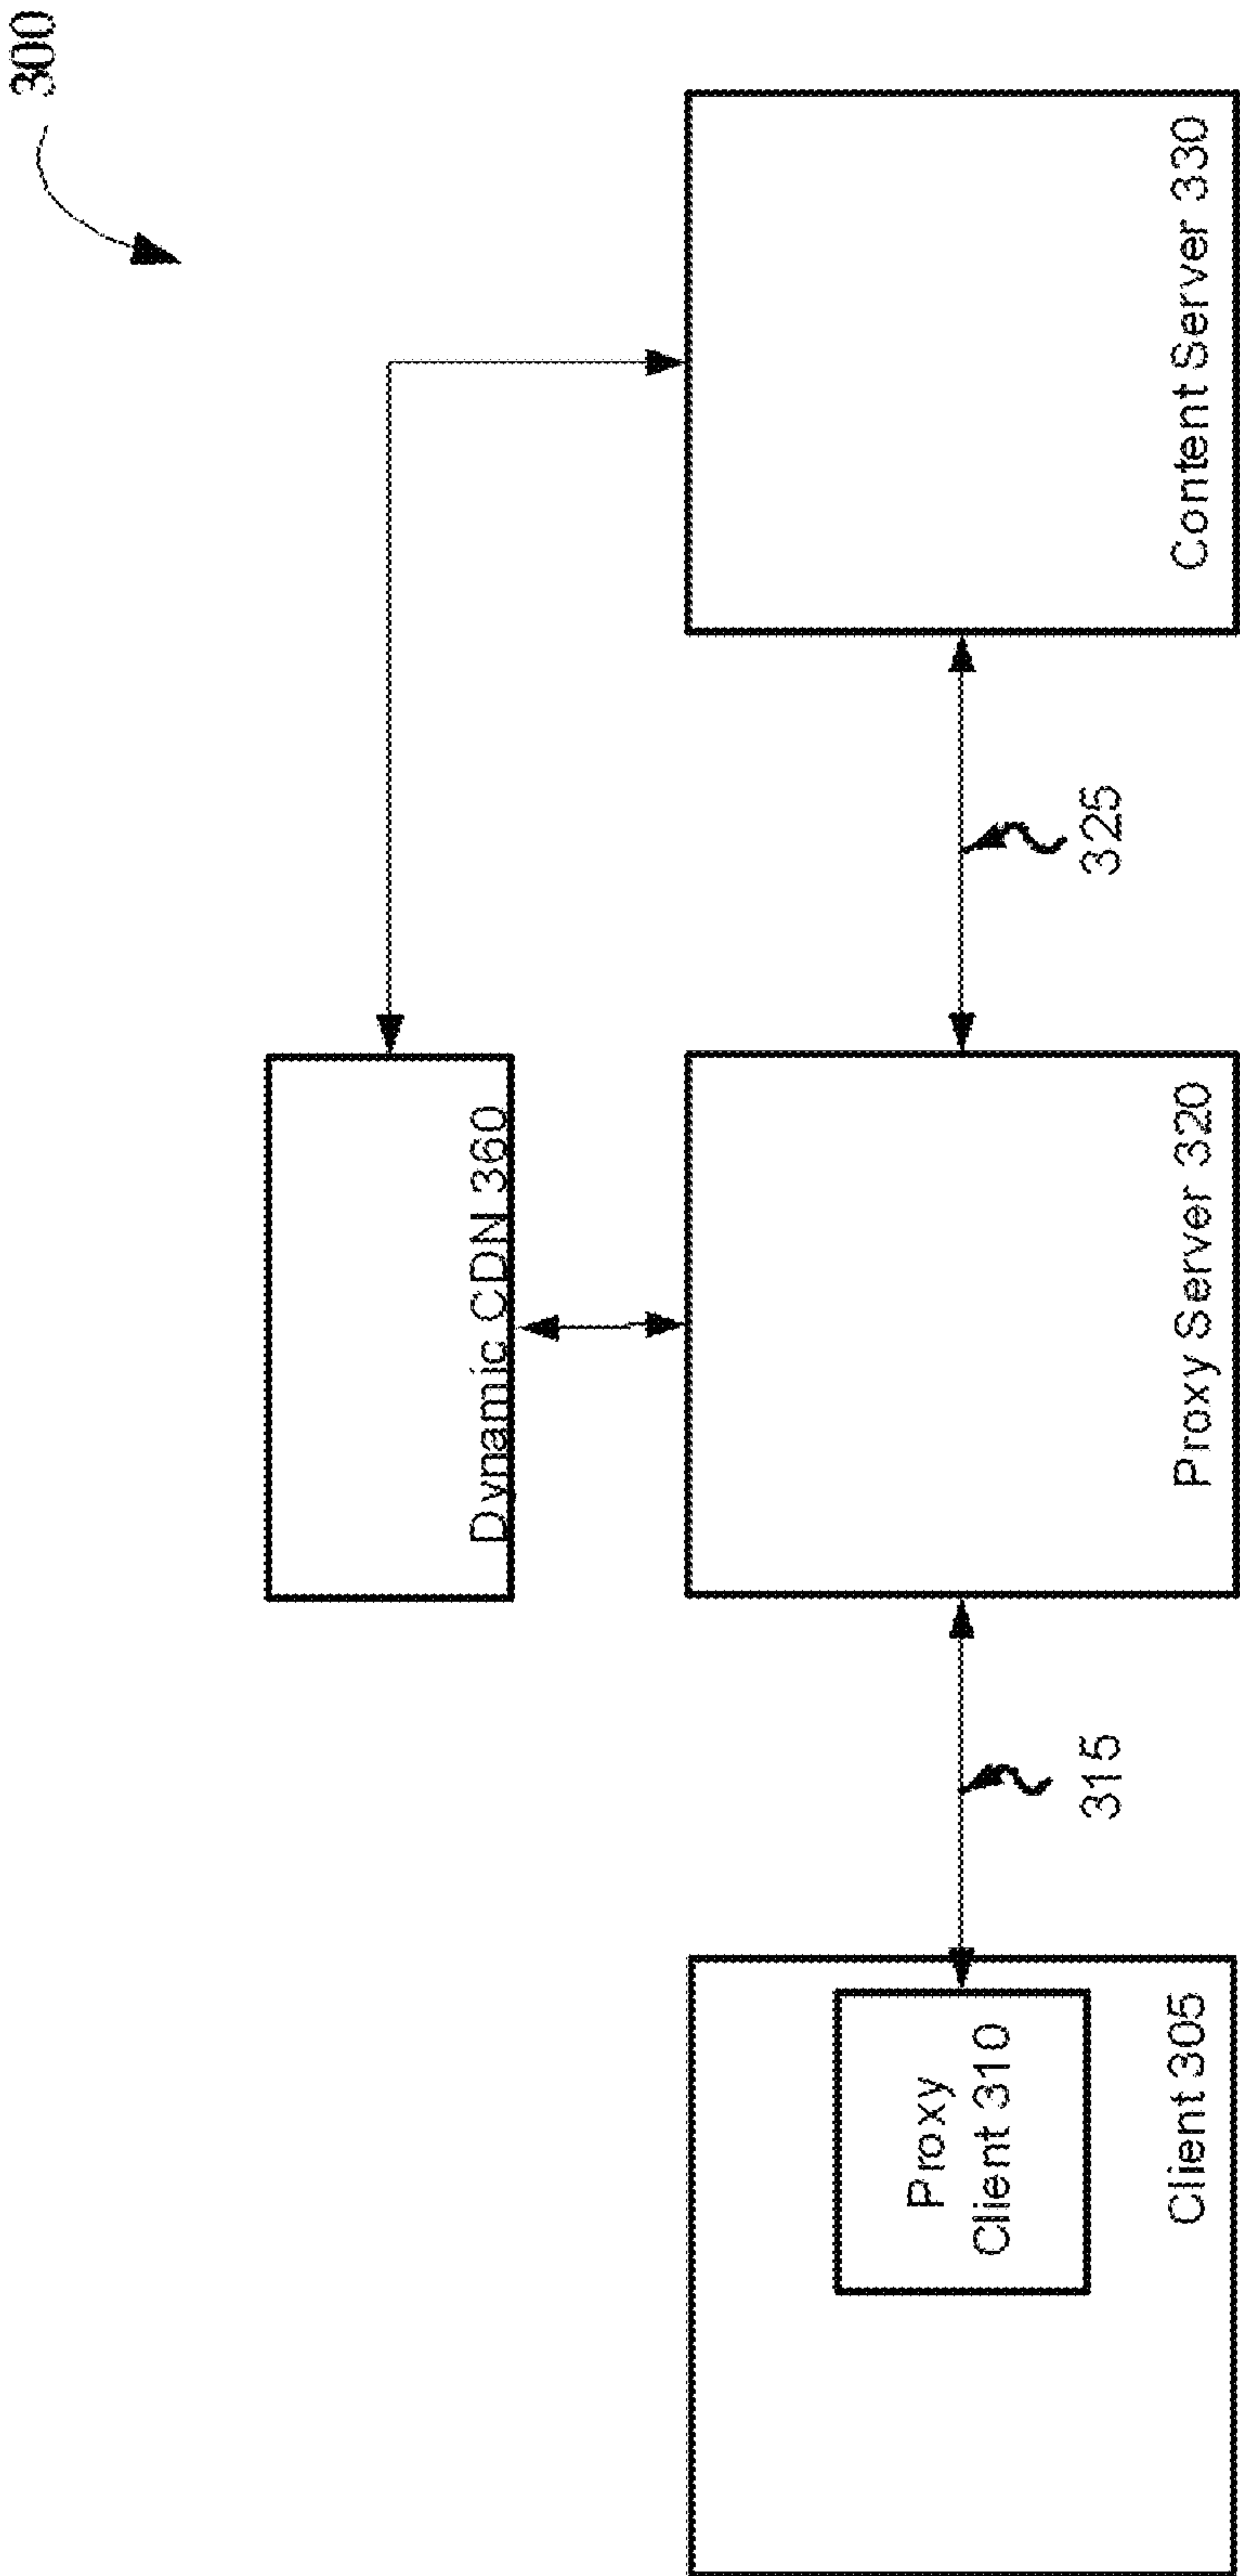 300
Dynamic CDN 360
Proxy
Client 310
Client 305
315
Proxy Server 320
325
Content Server 330